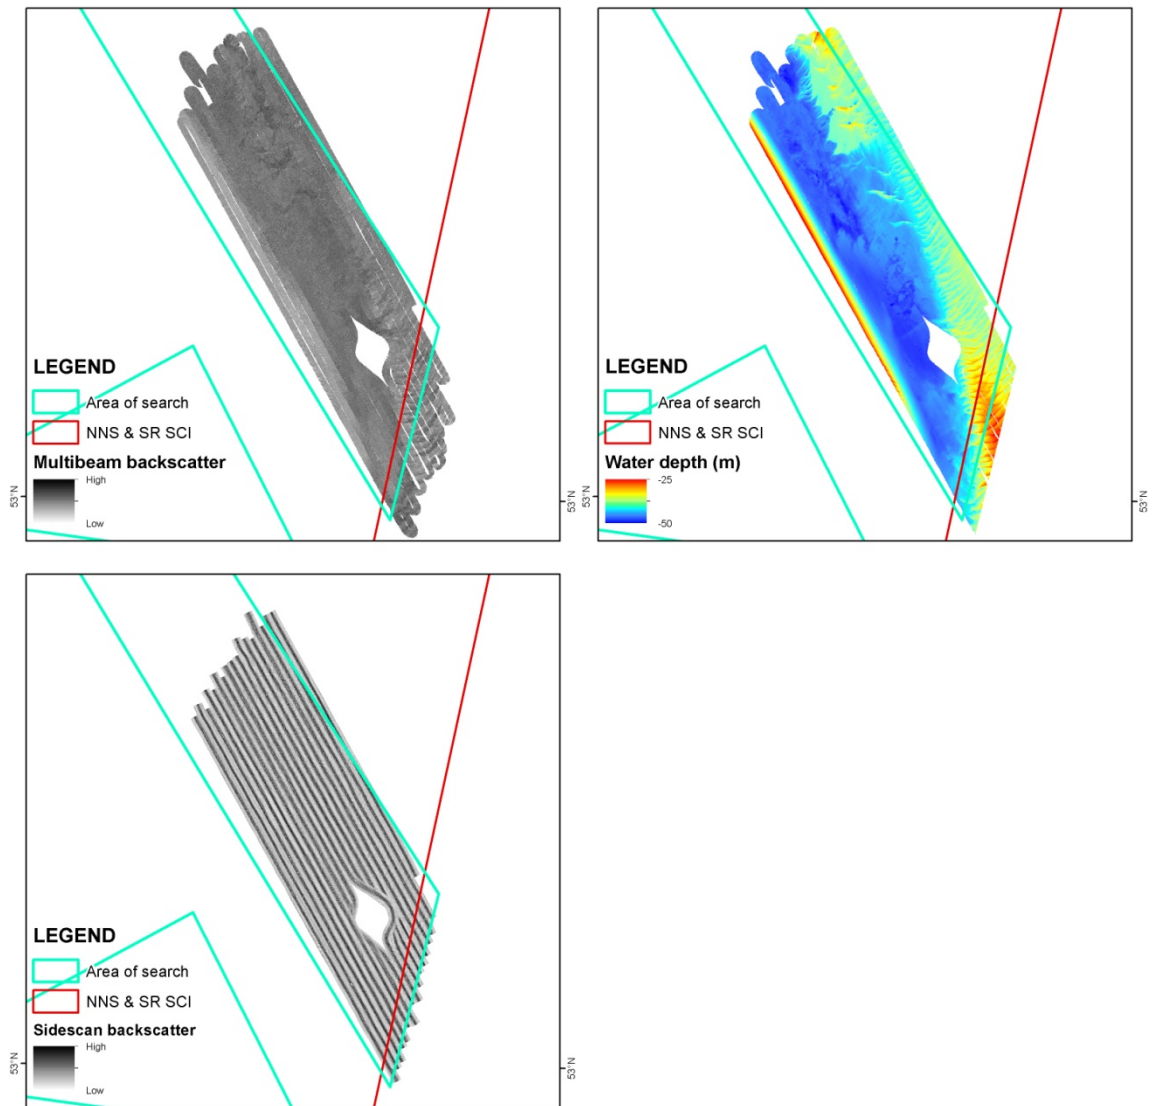 LEGEND
Area of search
NNS & SR SCI
Multibeam backscatter
High
Low
53°N
53°N
LEGEND
Area of search
NNS & SR SCI
Water depth (m)
-25
-50
53°N
53°N
LEGEND
Area of search
NNS & SR SCI
Sidescan backscatter
High
Low
53°N
53°N